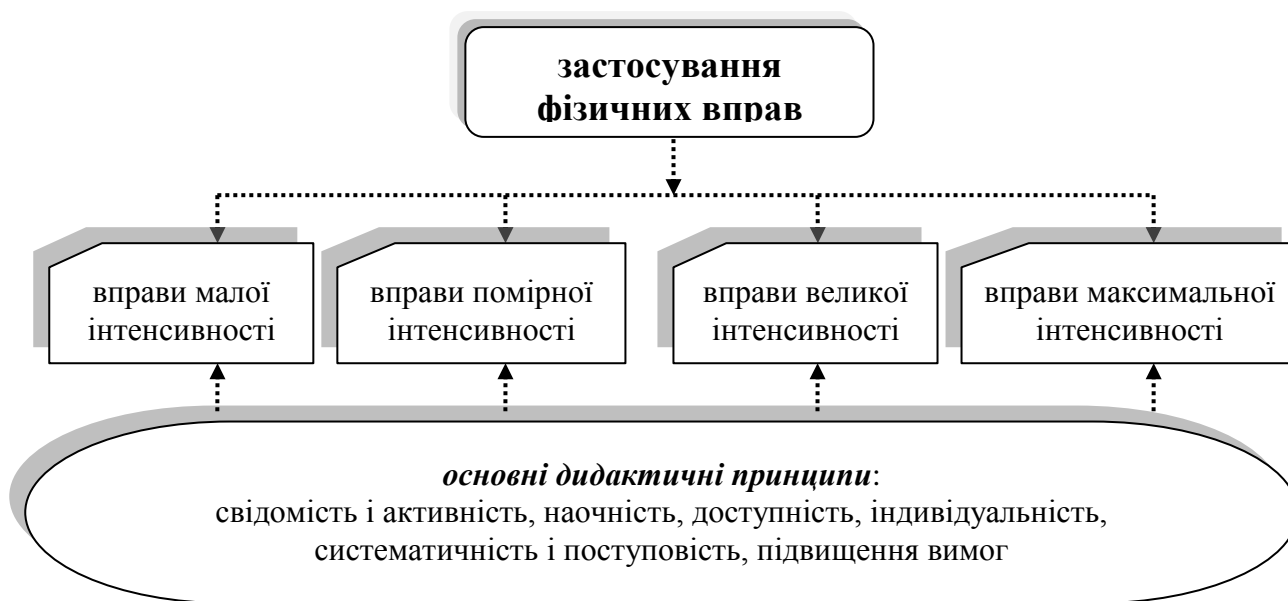 застосування
фізичних вправ
вправи малої
інтенсивності
вправи помірної
інтенсивності
вправи великої
інтенсивності
вправи максимальної
інтенсивності
основні дидактичні принципи:
свідомість і активність, наочність, доступність, індивідуальність,
систематичність і поступовість, підвищення вимог